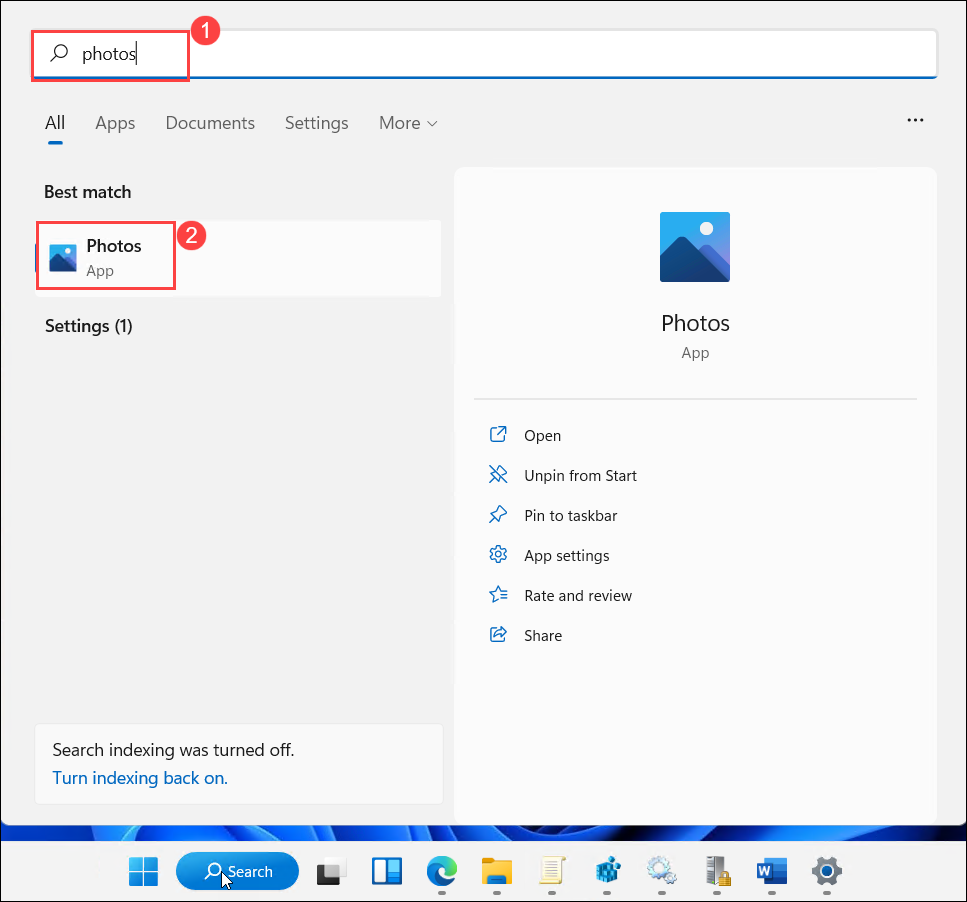 1
photos
All Apps Documents Settings More
Best match
Photos
App
2
Settings (1)
Photos
App
Open
Unpin from Start
Pin to taskbar
App settings
Rate and review
Share
Search indexing was turned off.
Turn indexing back on.
Search
W